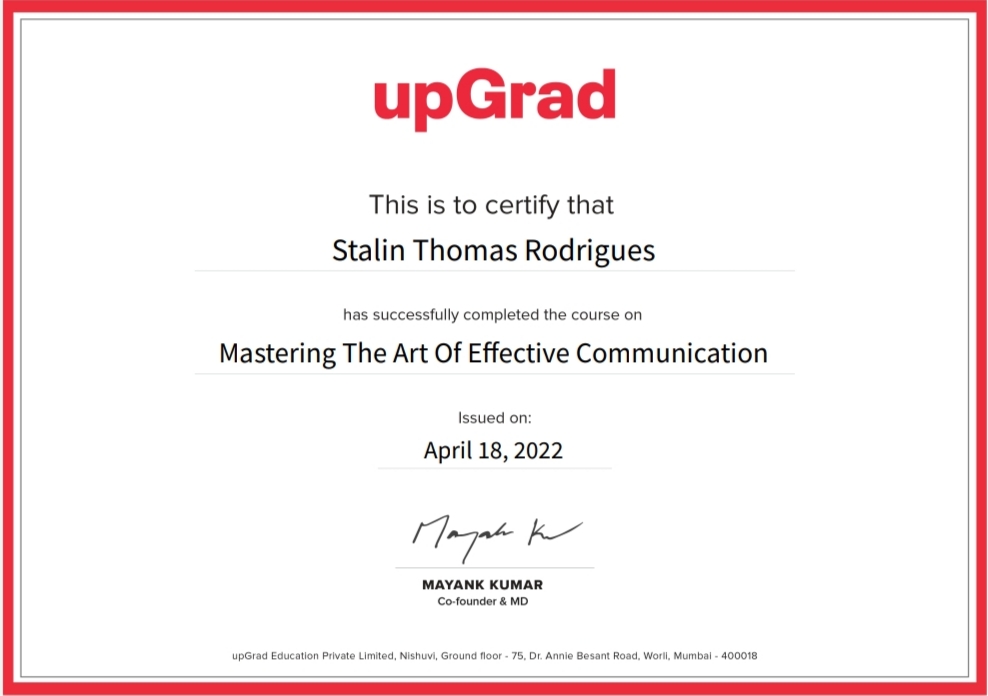 upGrad
This is to certify that
Stalin Thomas Rodrigues
has successfully completed the course on
Mastering The Art Of Effective Communication
Issued on:
April 18, 2022
Mayank Ku
MAYANK KUMAR
Co-founder & MD
upGrad Education Private Limited, Nishuvi, Ground floor - 75, Dr. Annie Besant Road, Worli, Mumbai - 400018